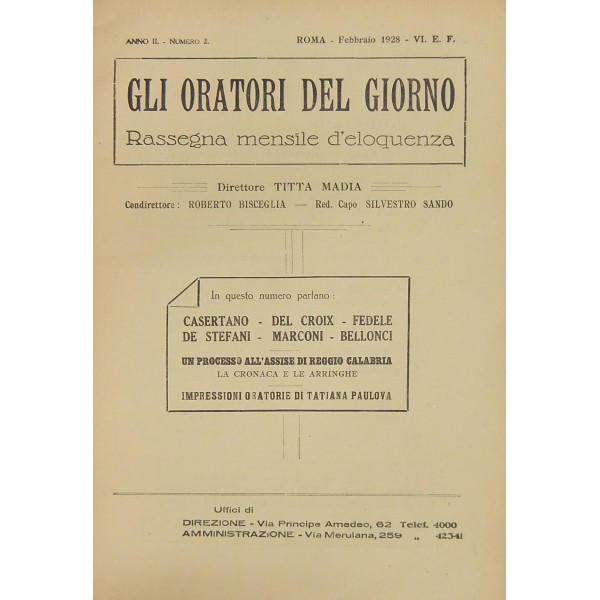 ANNO II. - NUMERO 2.
ROMA - Febbraio 1928 - VI. E. F.
GLI ORATORI DEL GIORNO
Rassegna mensile d'eloquenza
Direttore TITTA MADIA
Condirettore: ROBERTO BISCEGLIA — Red. Capo SILVESTRO SANDO
In questo numero parlano:
CASERTANO - DEL CROIX - FEDELE
DE STEFANI - MARCONI - BELLONCI
UN PROCESSO ALL'ASSISE DI REGGIO CALABRIA
LA CRONACA E LE ARRINGHE
IMPRESSIONI ORATORIE DI TATIANA PAULOVA
Uffici di
DIREZIONE - Via Principe Amedeo, 62 Telef. 4000
AMMINISTRAZIONE - Via Merulana, 259 „ 42341